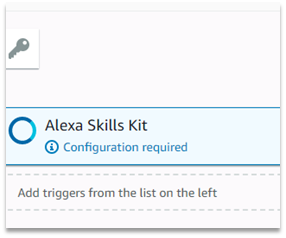 Alexa Skills Kit
Configuration required
Add triggers from the list on the left